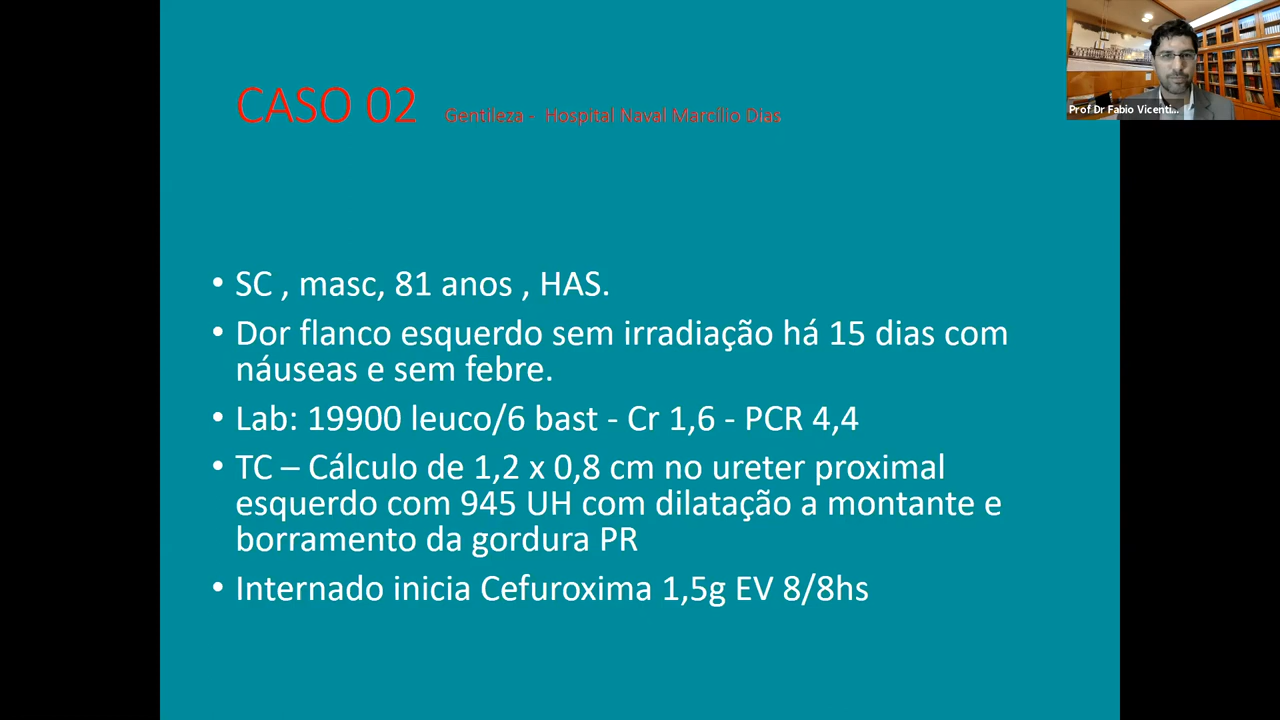 Prof Dr Fabio Vicenti...
CASO 02 Gentileza - Hospital Naval Marcílio Dias
• SC , masc, 81 anos , HAS.
• Dor flanco esquerdo sem irradiação há 15 dias com
náuseas e sem febre.
• Lab: 19900 leuco/6 bast - Cr 1,6 - PCR 4,4
• TC – Cálculo de 1,2 x 0,8 cm no ureter proximal
esquerdo com 945 UH com dilatação a montante e
borramento da gordura PR
• Internado inicia Cefuroxima 1,5g EV 8/8hs